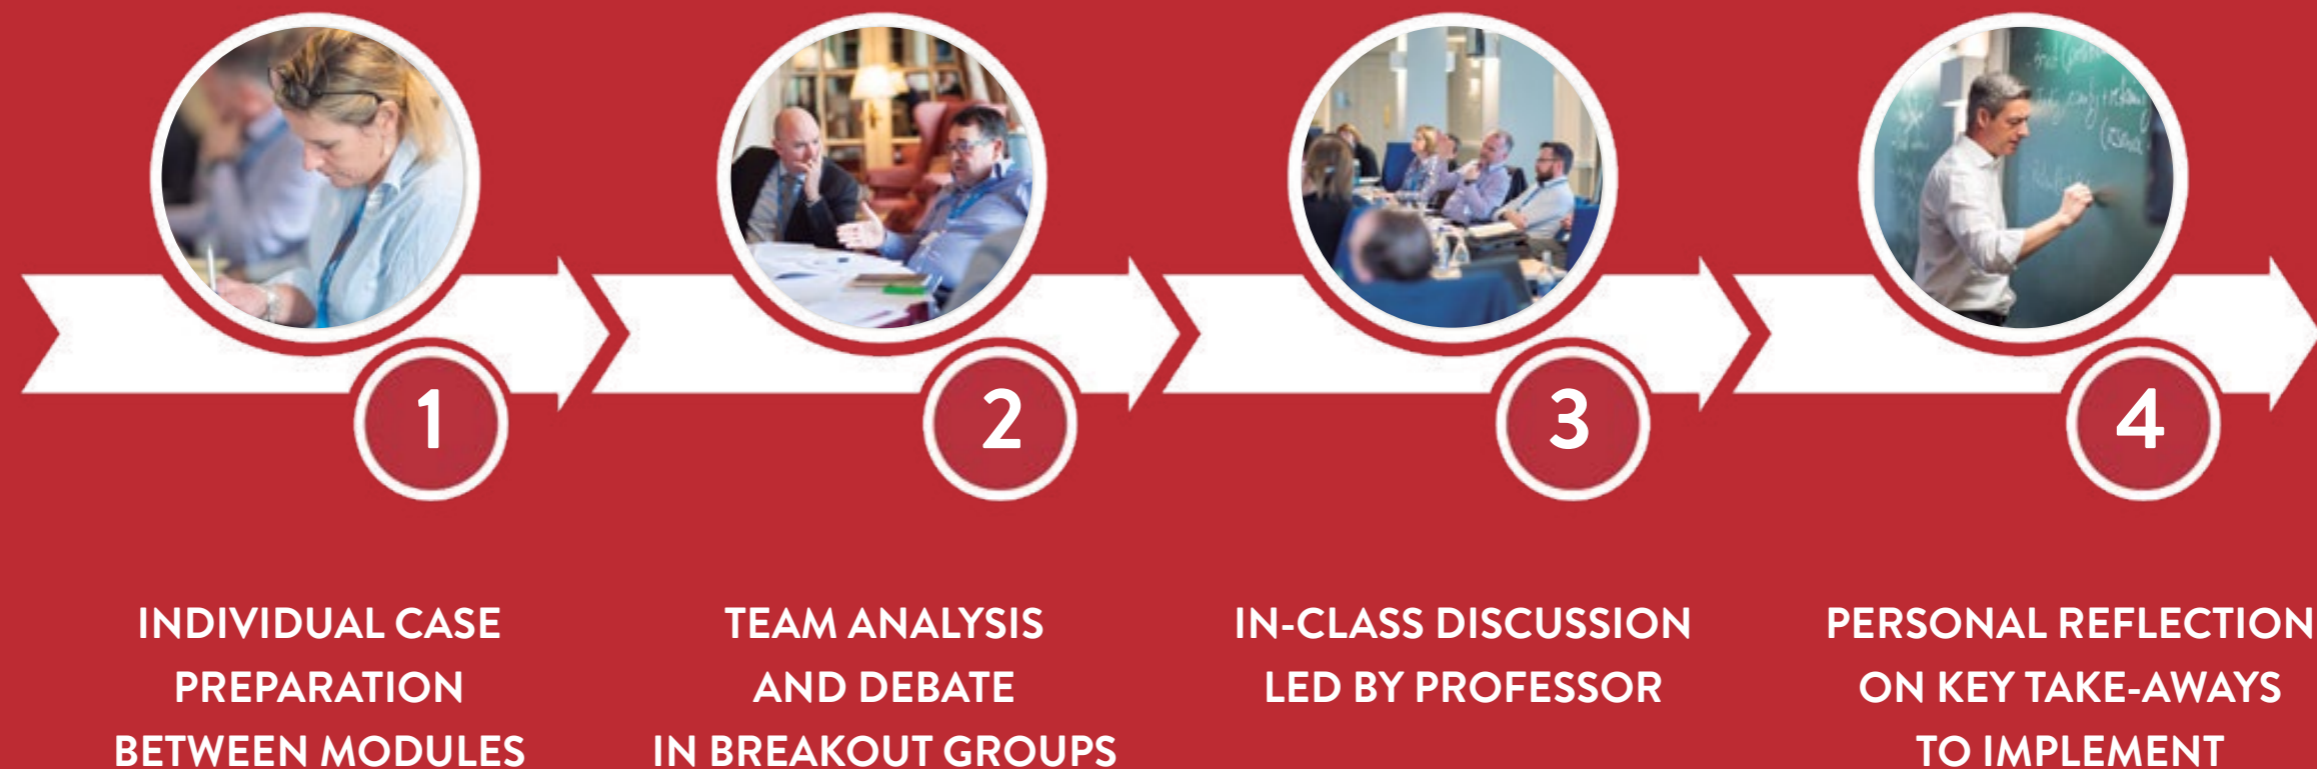 1
2
3
4
INDIVIDUAL CASE
PREPARATION
BETWEEN MODULES
TEAM ANALYSIS
AND DEBATE
IN BREAKOUT GROUPS
IN-CLASS DISCUSSION
LED BY PROFESSOR
PERSONAL REFLECTION
ON KEY TAKE-AWAYS
TO IMPLEMENT